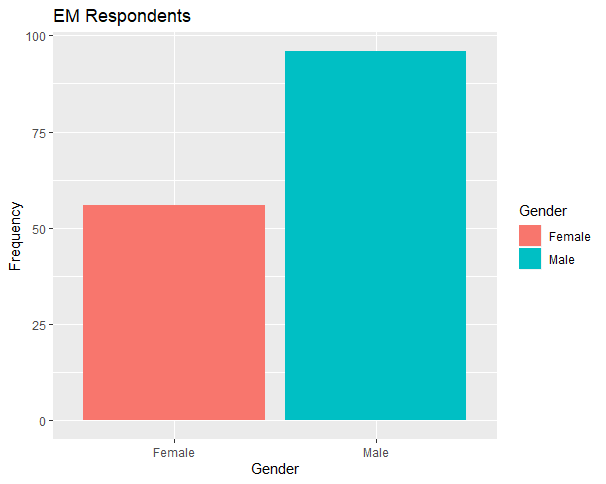 EM Respondents
100
75
50
25
0
Frequency
Female
Male
Gender
Gender
Female
Male